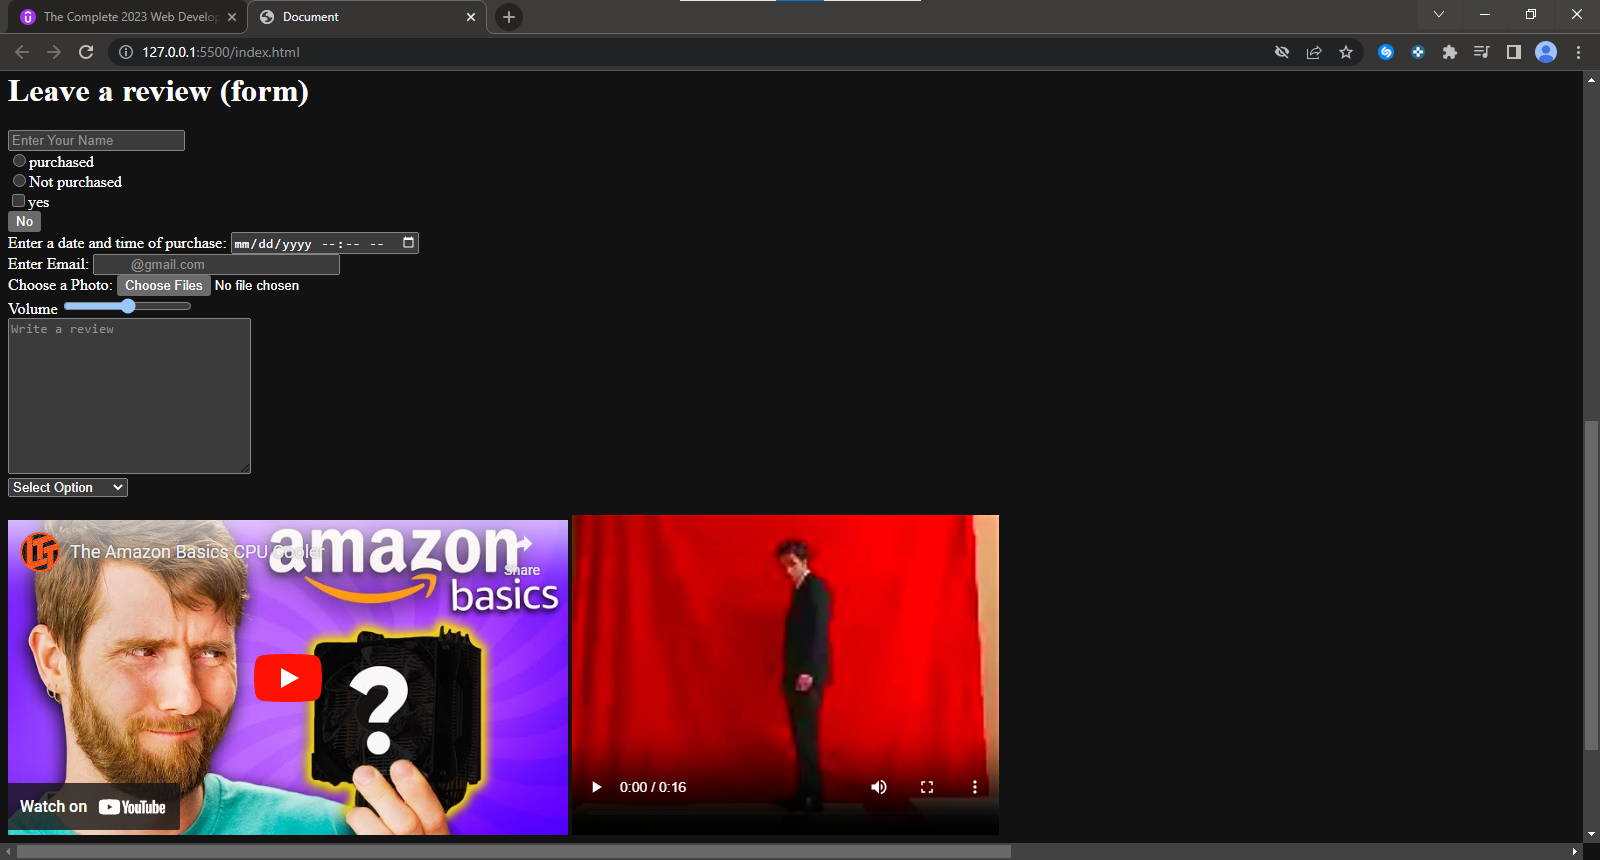 The Complete 2023 Web Develop
Document
127.0.0.1:5500/index.html
Leave a review (form)
Enter Your Name
purchased
Not purchased
yes
No
Enter a date and time of purchase: mm/dd/yyyy --:-- --
Enter Email: @gmail.com
Choose a Photo: Choose Files No file chosen
Volume
Write a review
Select Option
The Amazon Basics CPU Cooler
amazon
Share
basics
?
Watch on YouTube
0:00 / 0:16